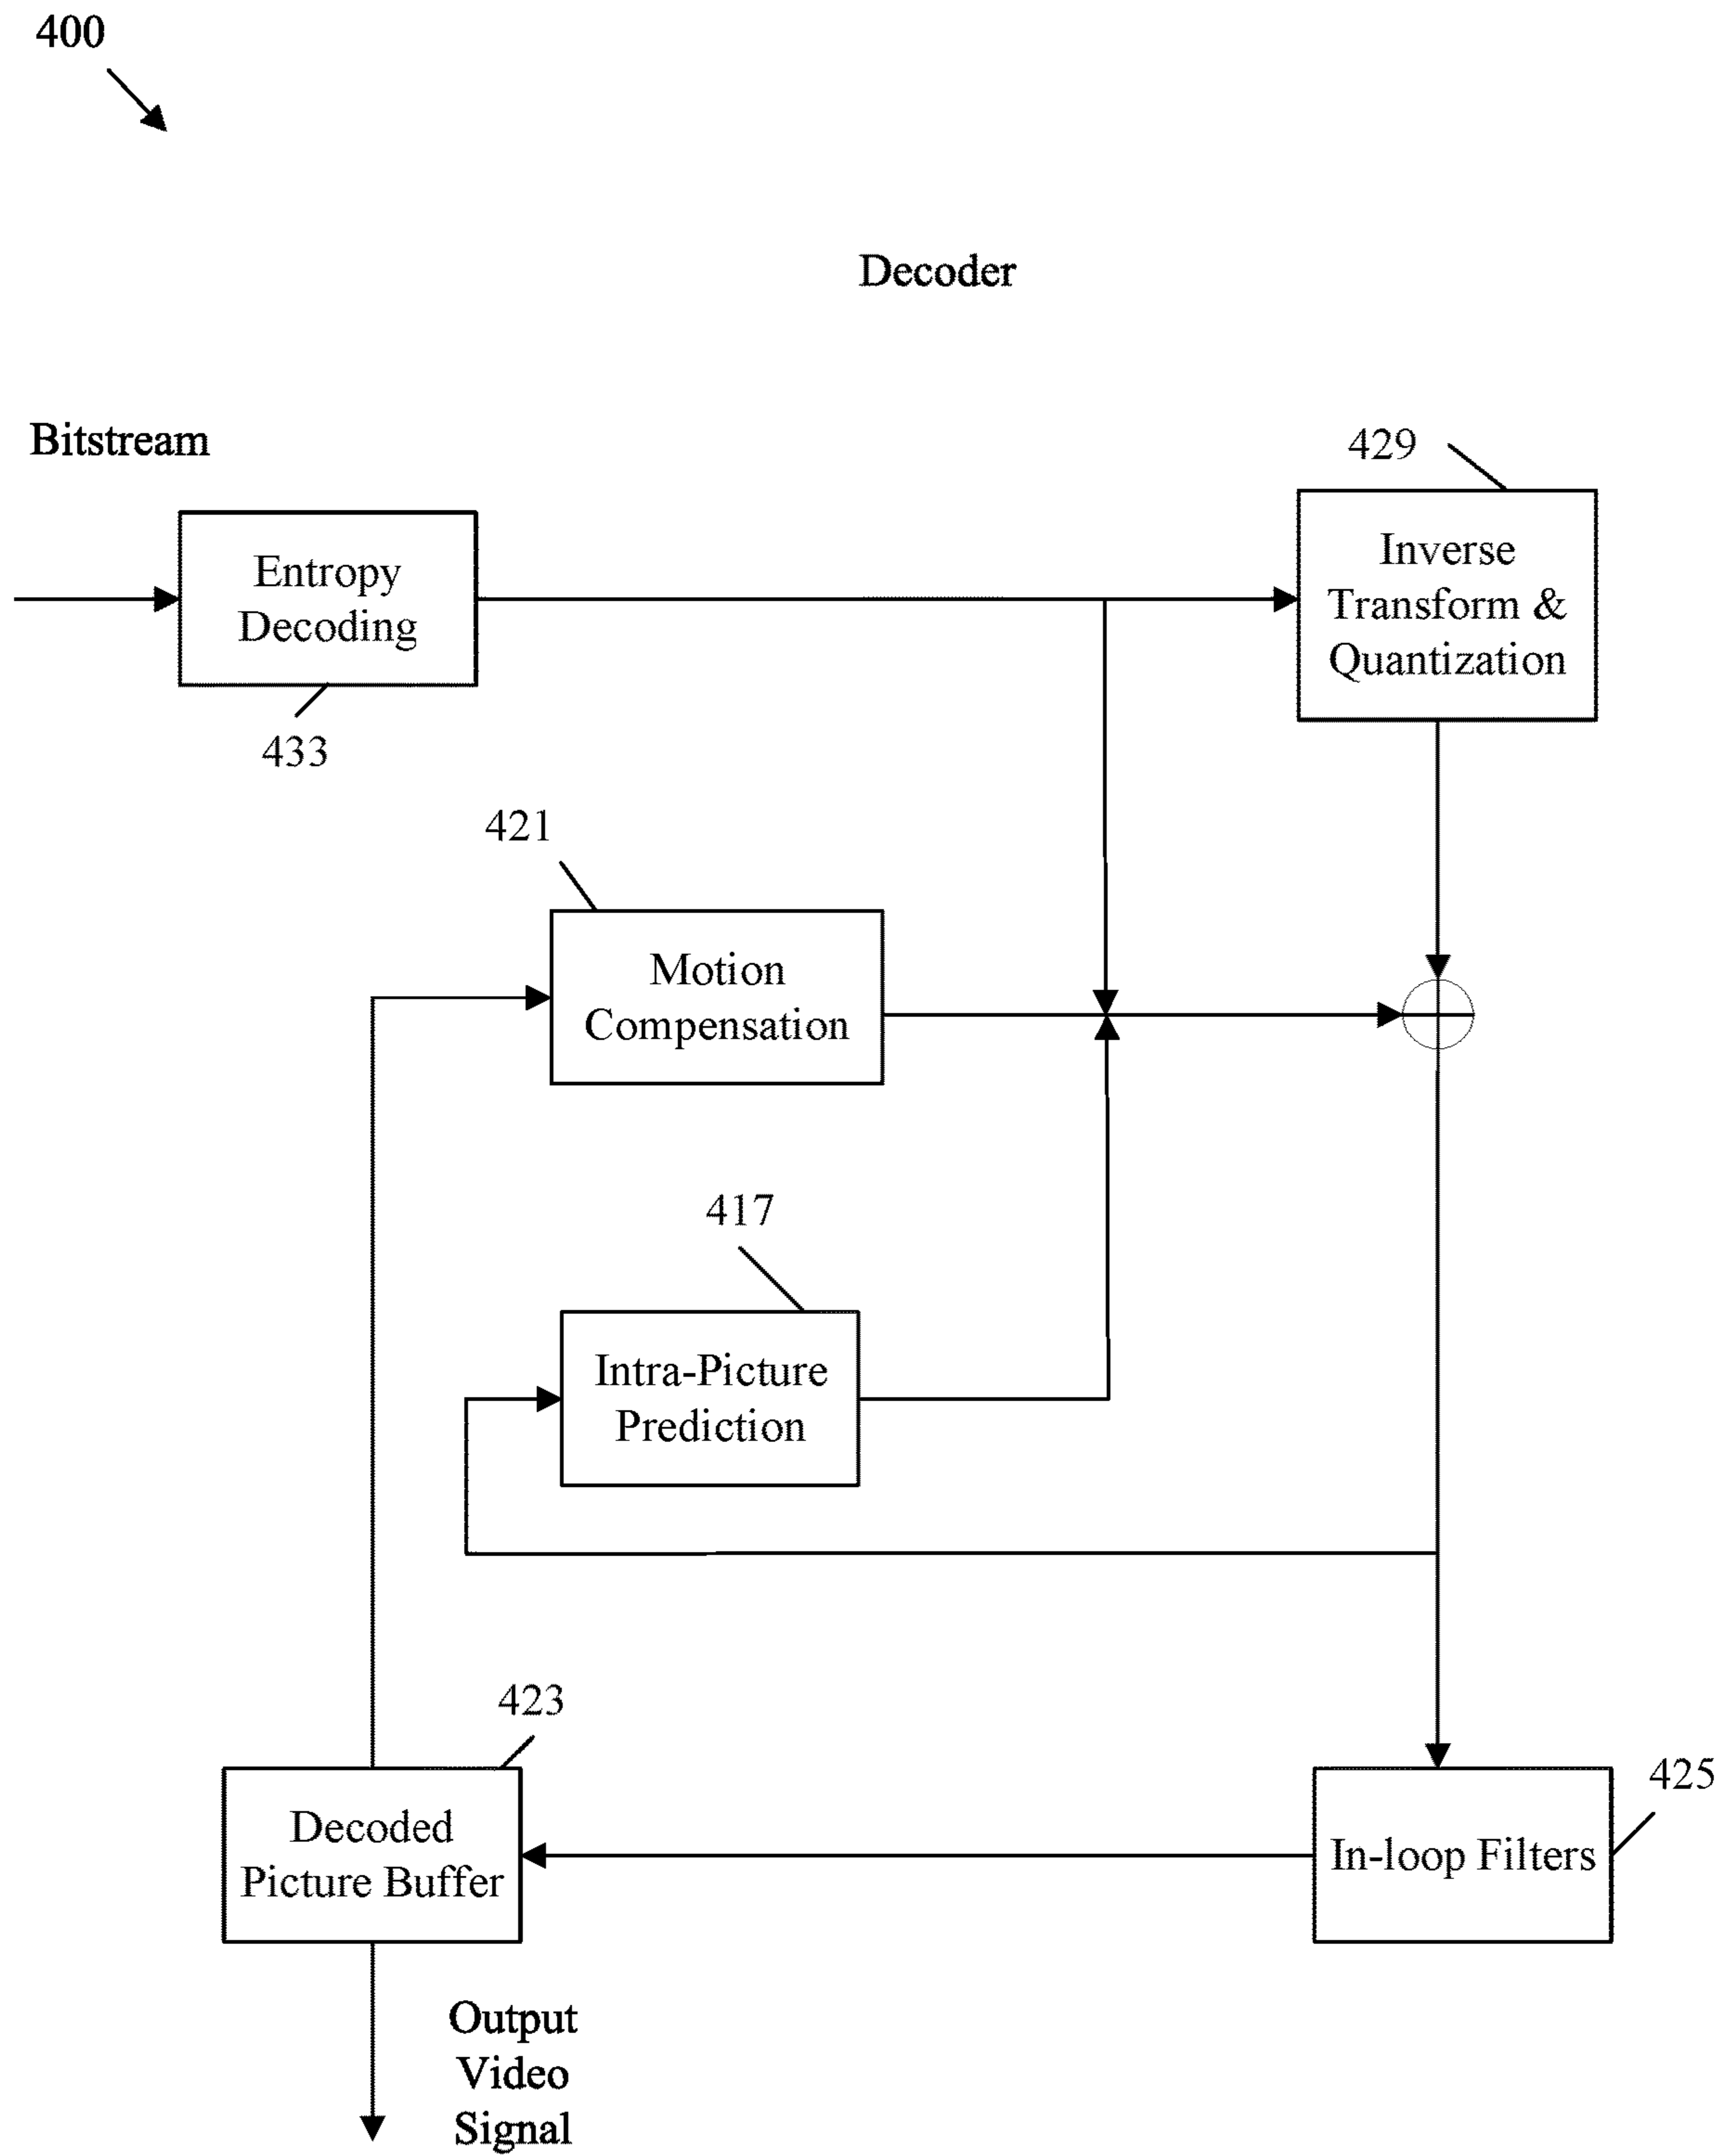 400
Decoder
Bitstream
429
Entropy
Decoding
Inverse
Transform &
Quantization
433
421
Motion
Compensation
417
Intra-Picture
Prediction
423
425
Decoded
Picture Buffer
In-loop Filters
Output
Video
Signal